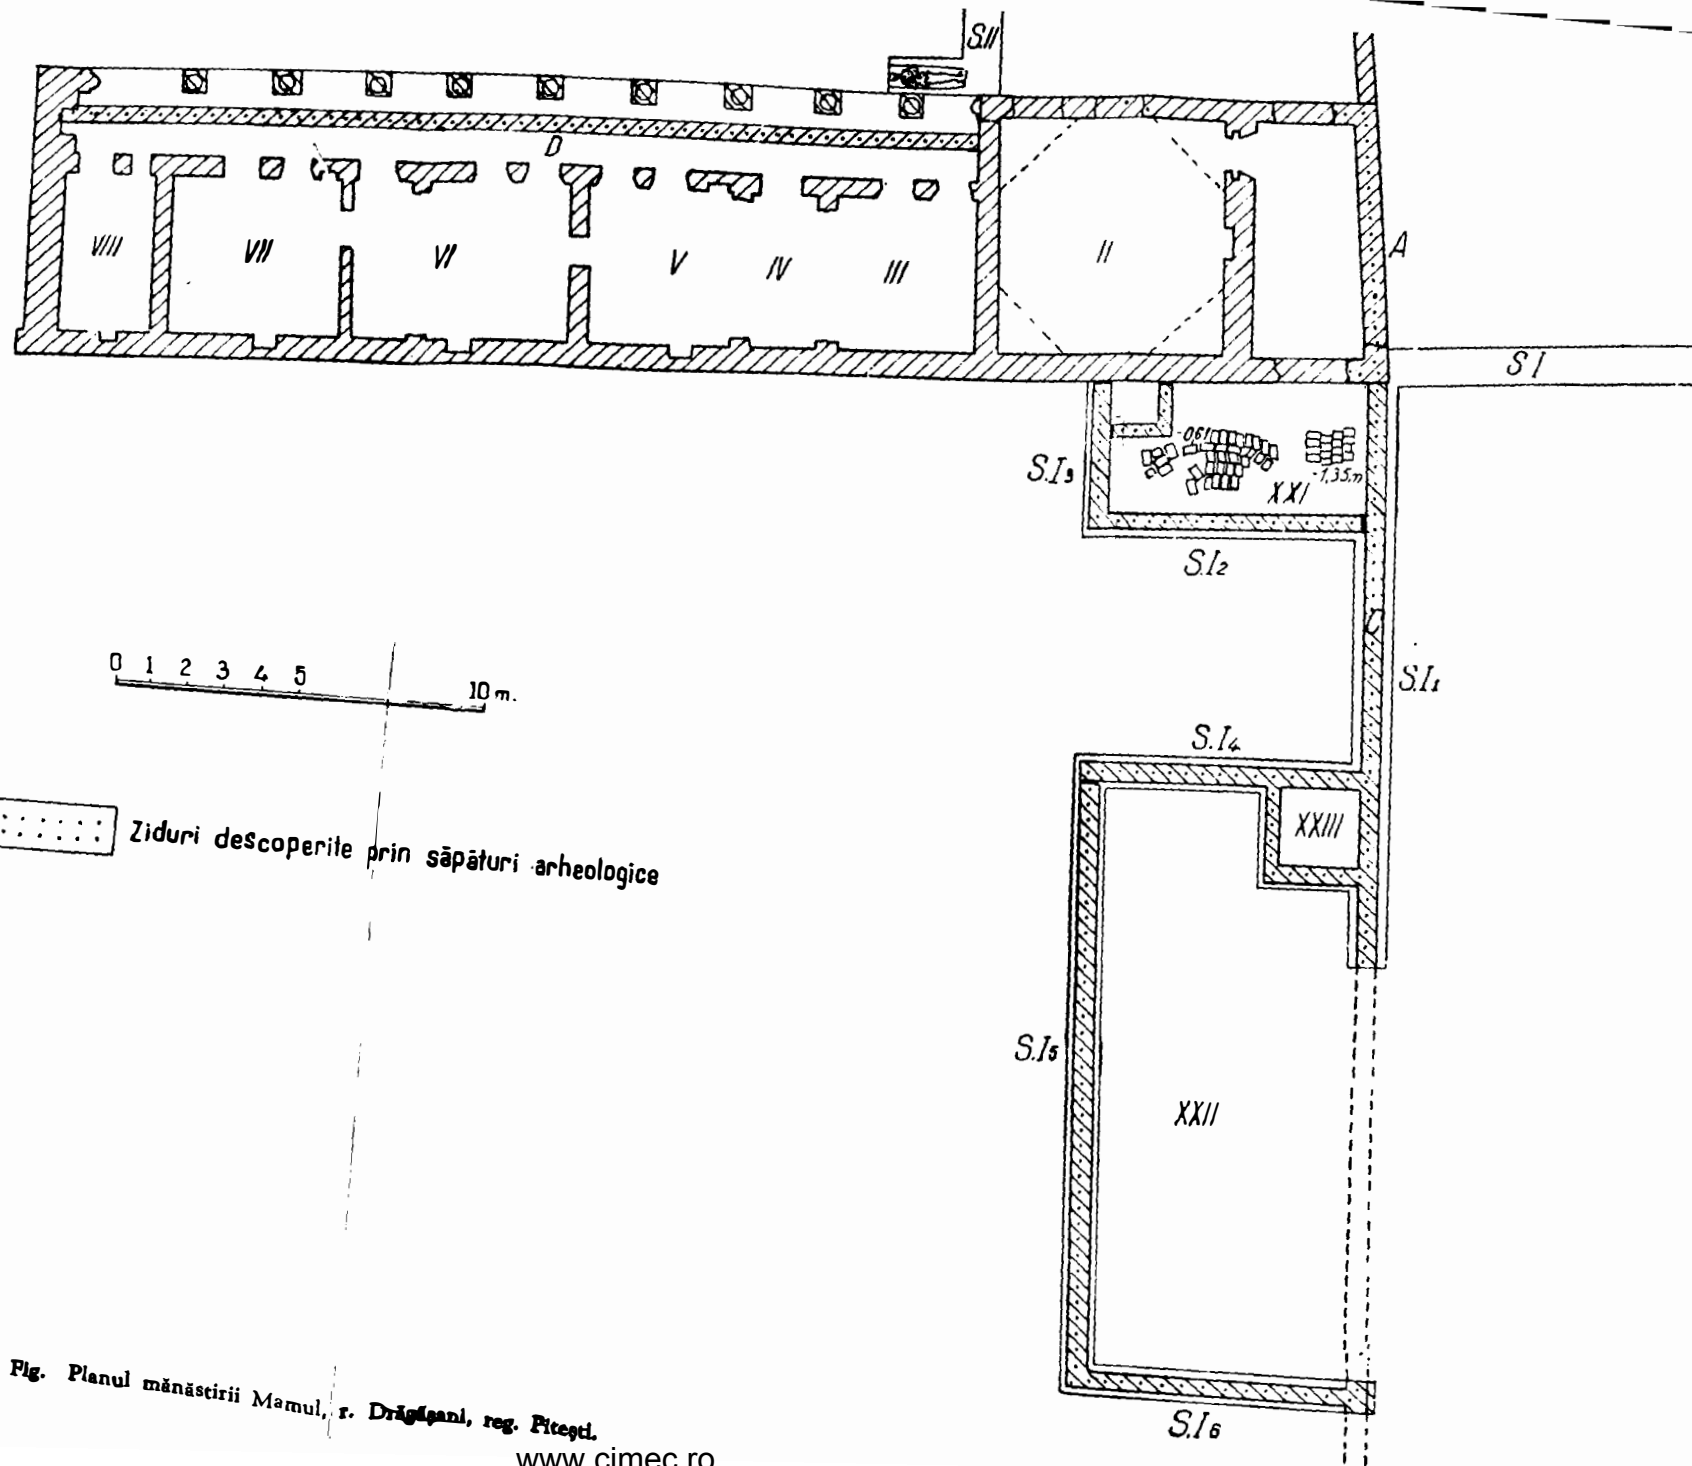 S.II
D
VIII
VII
VI
V
IV
III
II
A
S I
-0,61
-1,35m
XXI
S.I3
S.I2
C
S.I1
0 1 2 3 4 5 10 m.
S.I4
XXIII
Ziduri descoperite prin săpături arheologice
S.I5
XXII
Fig. Planul mănăstirii Mamul, r. Drăgășani, reg. Pitești.
S.I6
www.cimec.ro